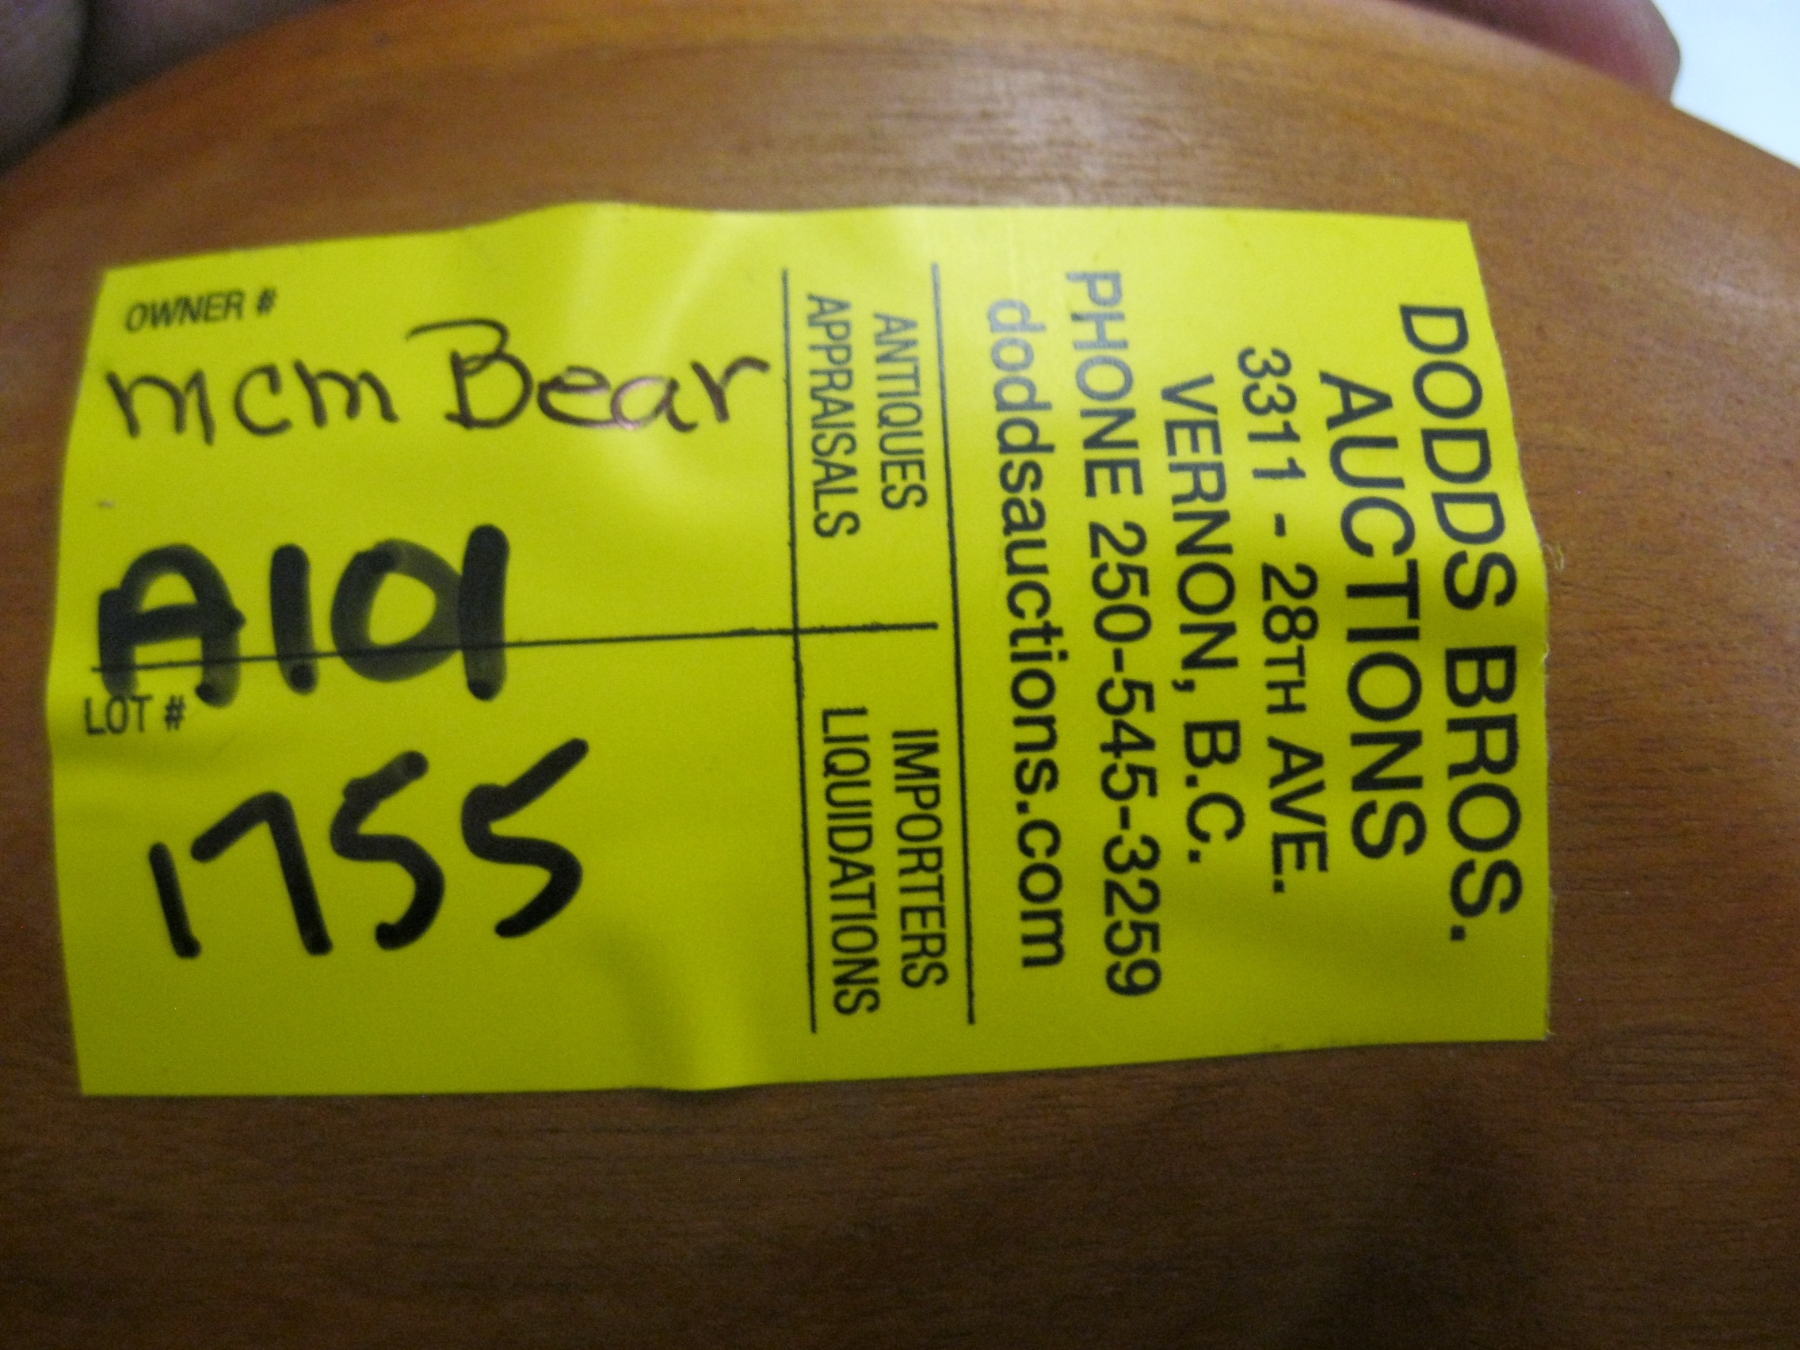 DODDS BROS.
AUCTIONS
3311 - 28TH AVE.
VERNON, B.C.
PHONE 250-545-3259
doddsauctions.com
ANTIQUES IMPORTERS
APPRAISALS LIQUIDATIONS
OWNER #
mcm Bear
A101
LOT #
1755